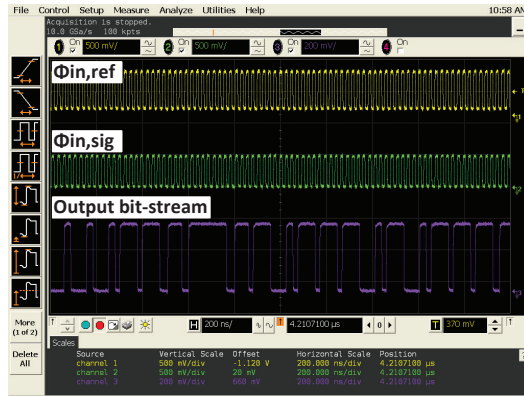 File Control Setup Measure Analyze Utilities Help 10:58 AM
Acquisition is stopped.
10.0 GSa/s 100 kpts
1 On 500 mV/ 2 On 500 mV/ 3 On 200 mV/ 4 On
Φin,ref
Φin,sig
Output bit-stream
More
(1 of 2)
Delete
All
H 200 ns/ 4.2107100 µs 0 T 370 mV
Scales
Source Vertical Scale Offset Horizontal Scale Position
channel 1 500 mV/div -1.120 V 200.000 ns/div 4.2107100 µs
channel 2 500 mV/div 20 mV 200.000 ns/div 4.2107100 µs
channel 3 200 mV/div 660 mV 200.000 ns/div 4.2107100 µs